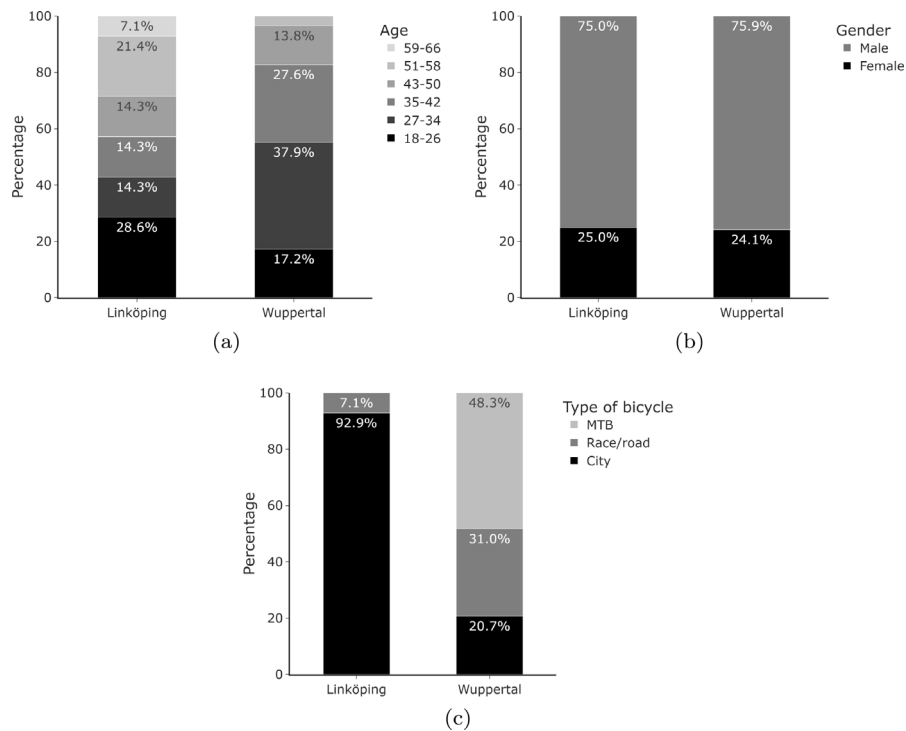 100
80
60
40
20
0
Percentage
7.1%
21.4%
14.3%
14.3%
14.3%
28.6%
13.8%
27.6%
37.9%
17.2%
Linköping
Wuppertal
Age
59-66
51-58
43-50
35-42
27-34
18-26
(a)
100
80
60
40
20
0
Percentage
75.0%
25.0%
75.9%
24.1%
Linköping
Wuppertal
Gender
Male
Female
(b)
100
80
60
40
20
0
Percentage
7.1%
92.9%
48.3%
31.0%
20.7%
Linköping
Wuppertal
Type of bicycle
MTB
Race/road
City
(c)